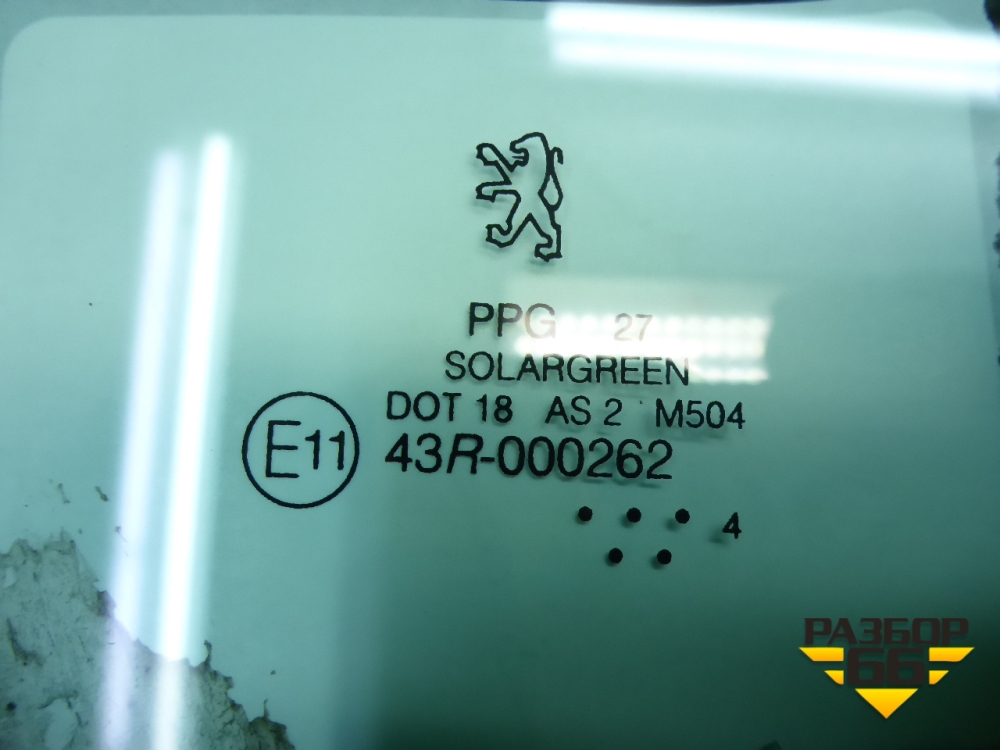 PPG 27
SOLARGREEN
DOT 18 AS 2 M504
E11 43R-000262
4
РАЗБОР
66